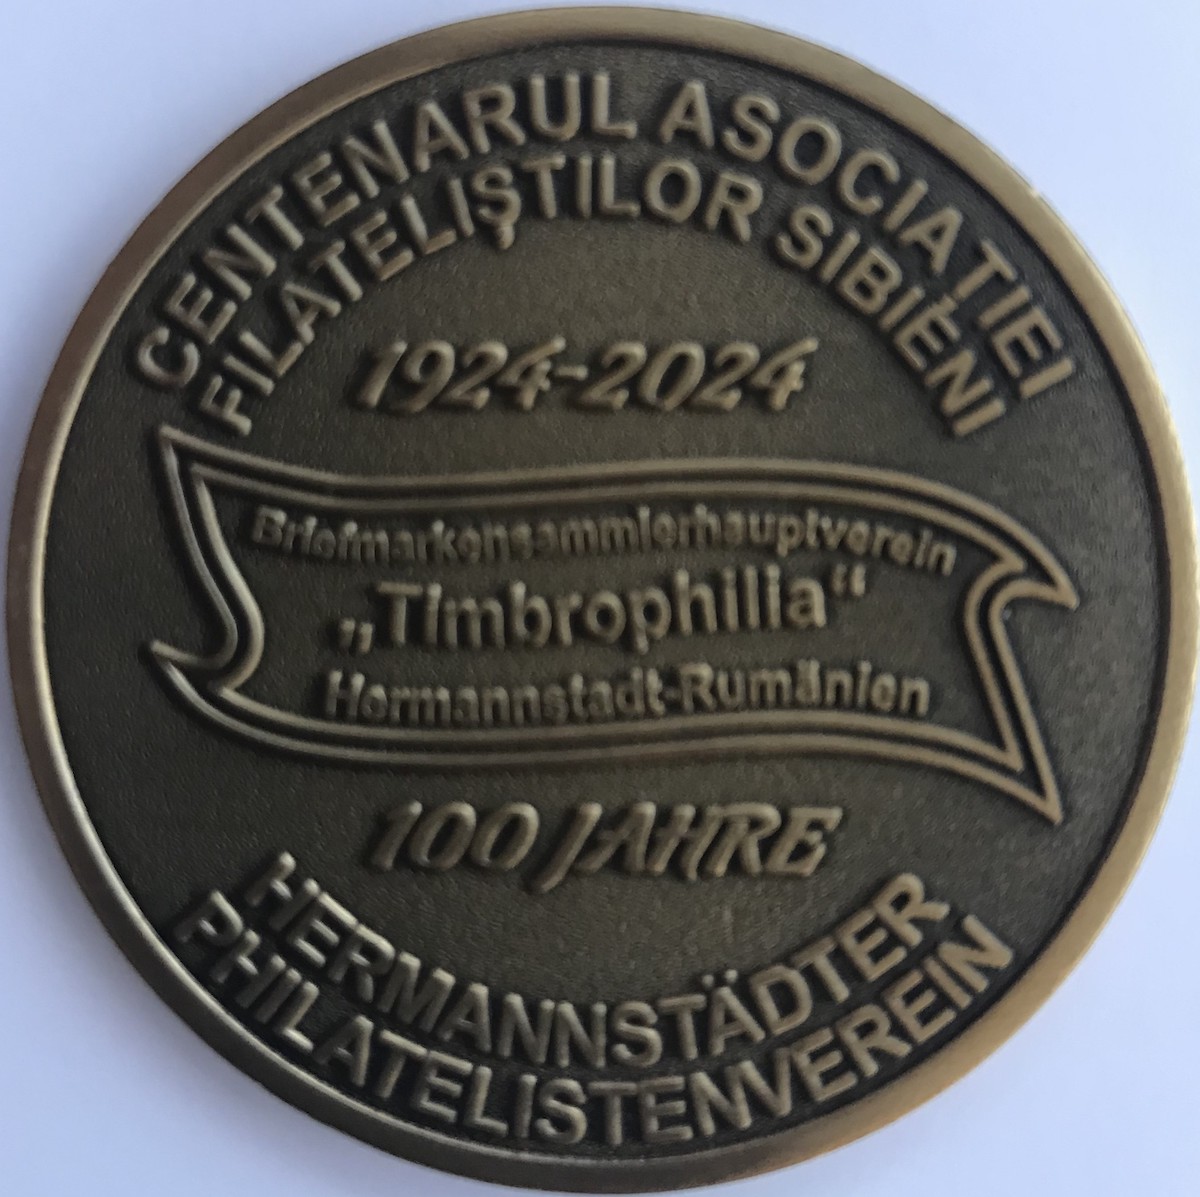 CENTENARUL ASOCIAȚIEI
FILATELIȘTILOR SIBIENI
1924-2024
Briefmarkensammlerhauptverein
„Timbrophilia“
Hermannstadt-Rumänien
100 JAHRE
HERMANNSTÄDTER
PHILATELISTENVEREIN